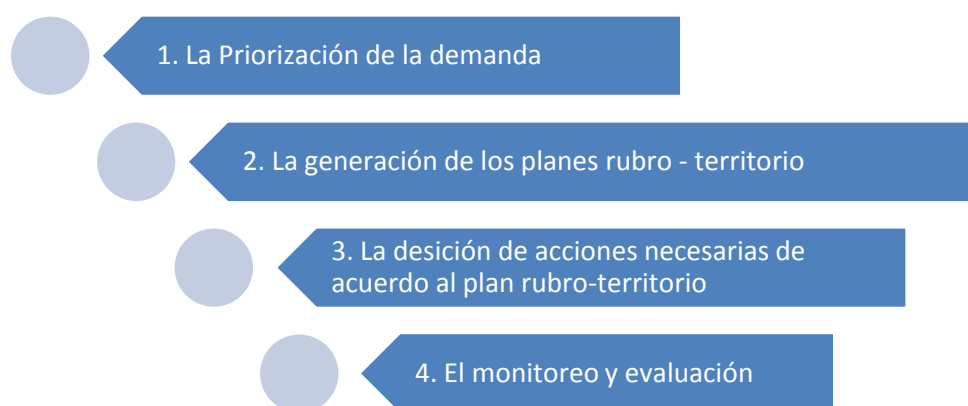 1. La Priorización de la demanda
2. La generación de los planes rubro - territorio
3. La desición de acciones necesarias de
acuerdo al plan rubro-territorio
4. El monitoreo y evaluación